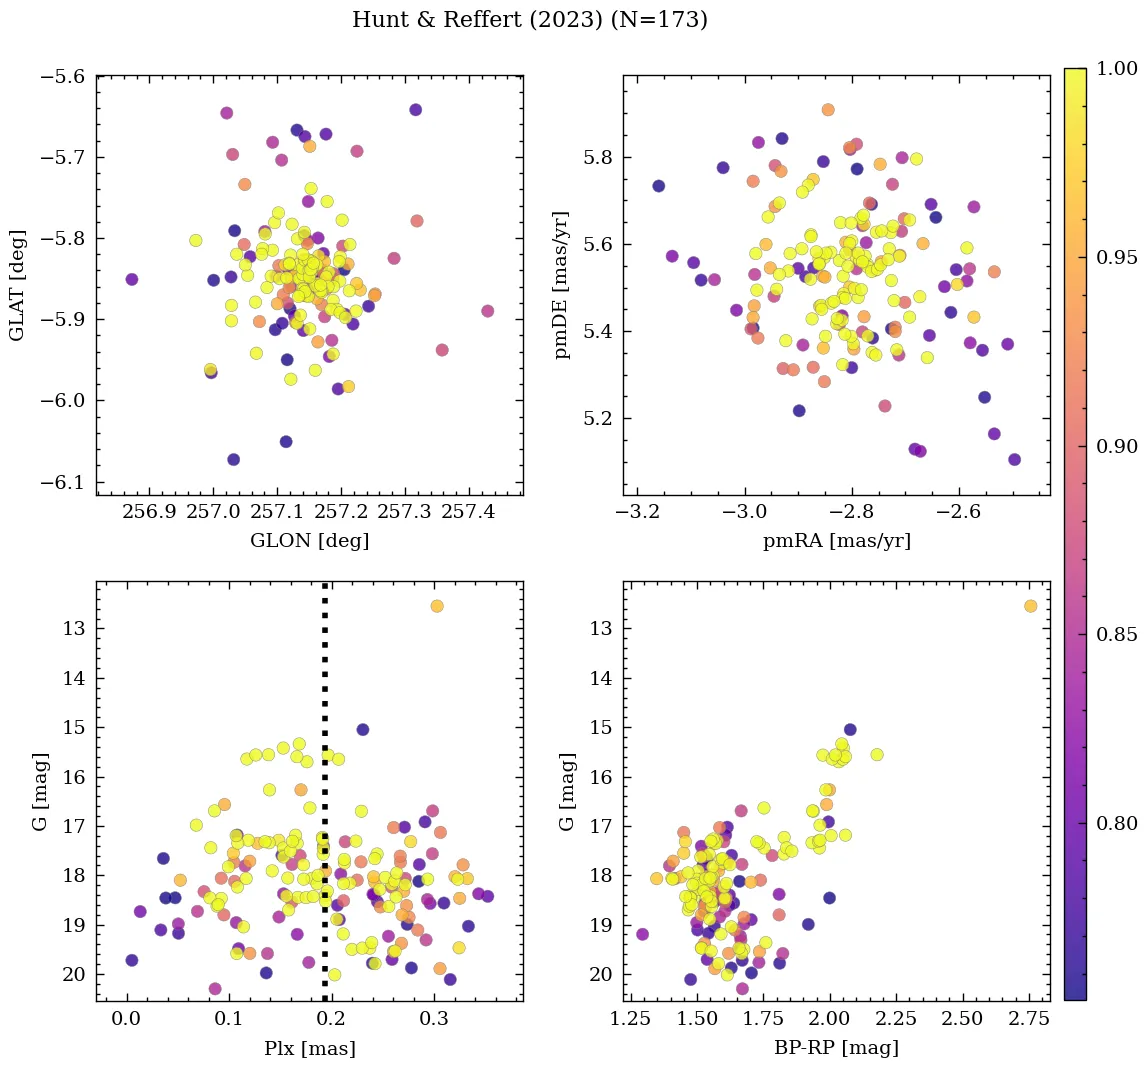 Hunt & Reffert (2023) (N=173)
−5.6
−5.7
−5.8
−5.9
−6.0
−6.1
GLAT [deg]
256.9 257.0 257.1 257.2 257.3 257.4
GLON [deg]
5.8
5.6
5.4
5.2
pmDE [mas/yr]
−3.2 −3.0 −2.8 −2.6
pmRA [mas/yr]
1.00
0.95
0.90
0.85
0.80
13
14
15
16
17
18
19
20
G [mag]
0.0 0.1 0.2 0.3
Plx [mas]
13
14
15
16
17
18
19
20
G [mag]
1.25 1.50 1.75 2.00 2.25 2.50 2.75
BP-RP [mag]